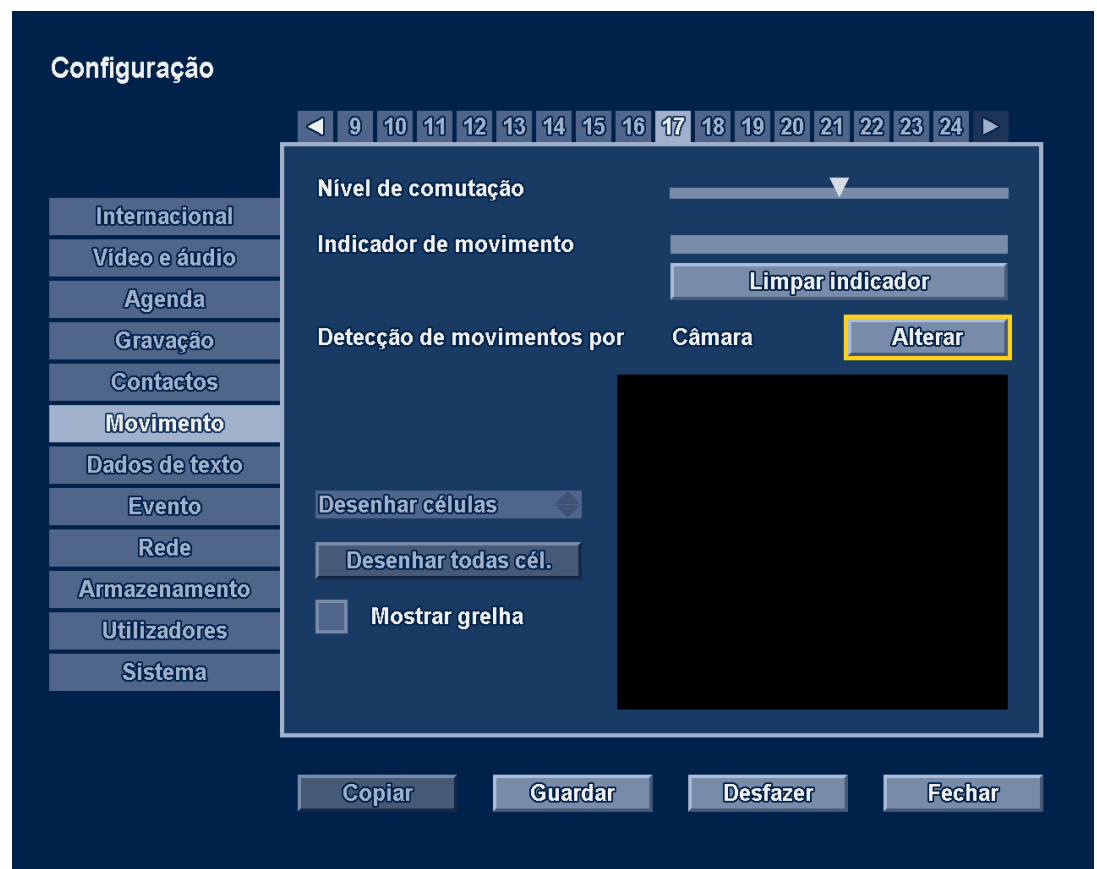 Configuração
9 10 11 12 13 14 15 16 17 18 19 20 21 22 23 24
Internacional
Vídeo e áudio
Agenda
Gravação
Contactos
Movimento
Dados de texto
Evento
Rede
Armazenamento
Utilizadores
Sistema
Nível de comutação
Indicador de movimento
Limpar indicador
Detecção de movimentos por Câmara Alterar
Desenhar células
Desenhar todas cél.
Mostrar grelha
Copiar Guardar Desfazer Fechar